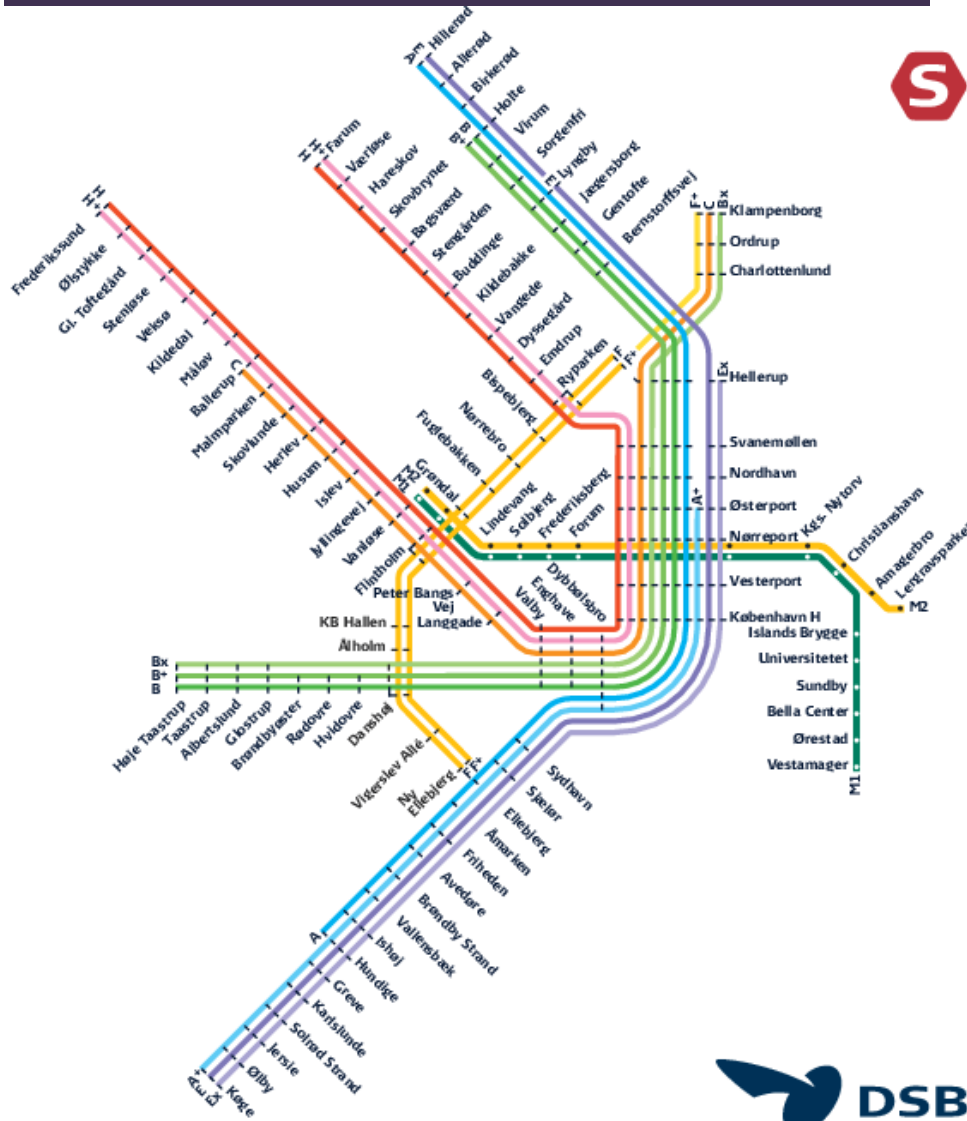 S
A
E
Hillerød
Allerød
Birkerød
Holte
Virum
Sorgenfri
Lyngby
Jægersborg
Gentofte
Bernstorffsvej
B+
B
E
H
H+
Farum
Værløse
Hareskov
Skovbrynet
Bagsværd
Stengården
Buddinge
Kildebakke
Vangede
Dyssegård
Emdrup
Ryparken
Bispebjerg
Nørrebro
Fuglebakken
Grøndal
F
F+
F+
C
Bx
Klampenborg
Ordrup
Charlottenlund
Hellerup
Ex
Svanemøllen
Nordhavn
Østerport
A+
Nørreport
Vesterport
København H
H+
H
Frederikssund
Ølstykke
Gl. Toftegård
Stenløse
Veksø
Kildedal
Måløv
C
Ballerup
Malmparken
Skovlunde
Herlev
Husum
Islev
Jyllingevej
Vanløse
Flintholm
Peter Bangs
Vej
Langgade
KB Hallen
Ålholm
M2
M1
Lindevang
Solbjerg
Frederiksberg
Forum
Kgs. Nytorv
Christianshavn
Amagerbro
Lergravsparken
M2
Islands Brygge
Universitetet
Sundby
Bella Center
Ørestad
Vestamager
M1
Valby
Enghave
Dybbølsbro
Bx
B+
B
Høje Taastrup
Taastrup
Albertslund
Glostrup
Brøndbyøster
Rødovre
Hvidovre
Danshøj
Vigerslev Allé
Ny
Ellebjerg
F
F+
Sydhavn
Sjælør
Ellebjerg
Åmarken
Friheden
Avedøre
Brøndby Strand
Vallensbæk
Ishøj
A
Hundige
Greve
Karlslunde
Solrød Strand
Jersie
Ølby
Køge
A+
E
Ex
DSB